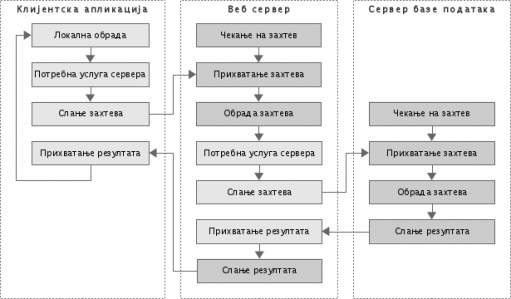 Клијентска апликација
Локална обрада
Потребна услуга сервера
Слање захтева
Прихватање резултата
Веб сервер
Чекање на захтев
Прихватање захтева
Обрада захтева
Потребна услуга сервера
Слање захтева
Прихватање резултата
Слање резултата
Сервер базе података
Чекање на захтев
Прихватање захтева
Обрада захтева
Слање резултата